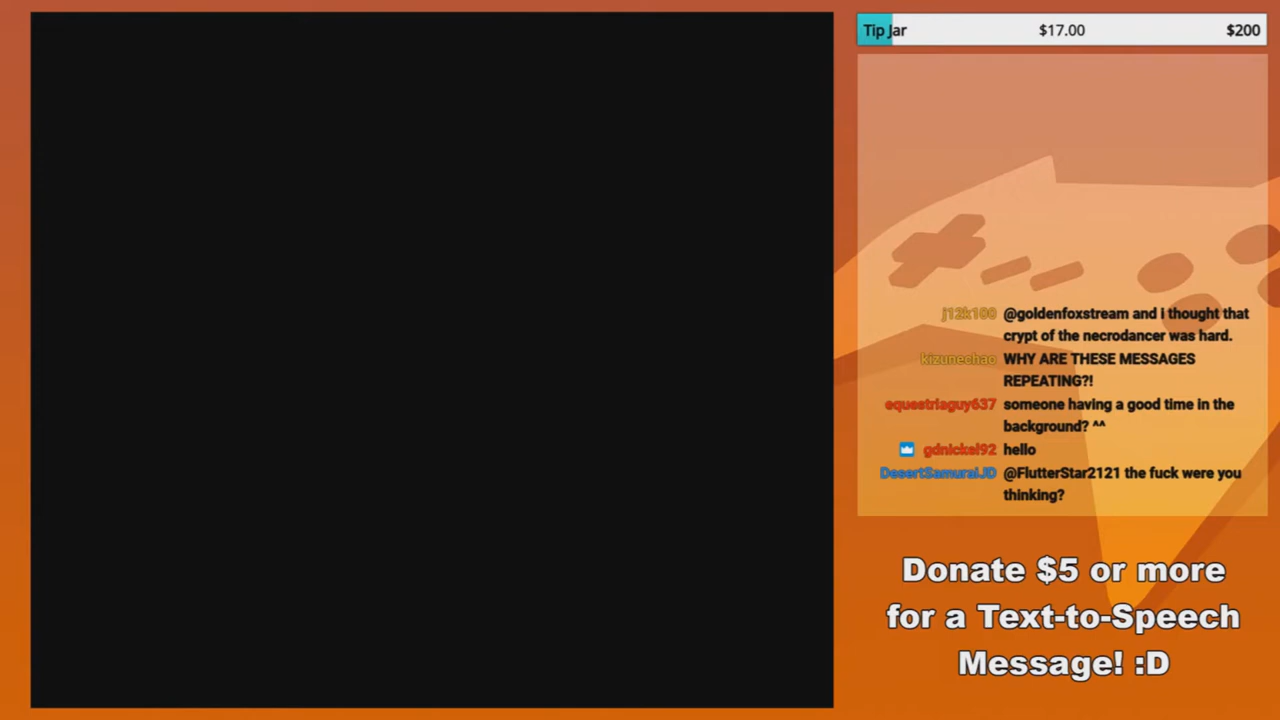 Tip Jar $17.00 $200
j12k100 @goldenfoxstream and i thought that
crypt of the necrodancer was hard.
kizunechao WHY ARE THESE MESSAGES
REPEATING?!
equestriaguy637 someone having a good time in the
background? ^^
gdnickel92 hello
DesertSamuraiJD @FlutterStar2121 the fuck were you
thinking?
Donate $5 or more
for a Text-to-Speech
Message! :D